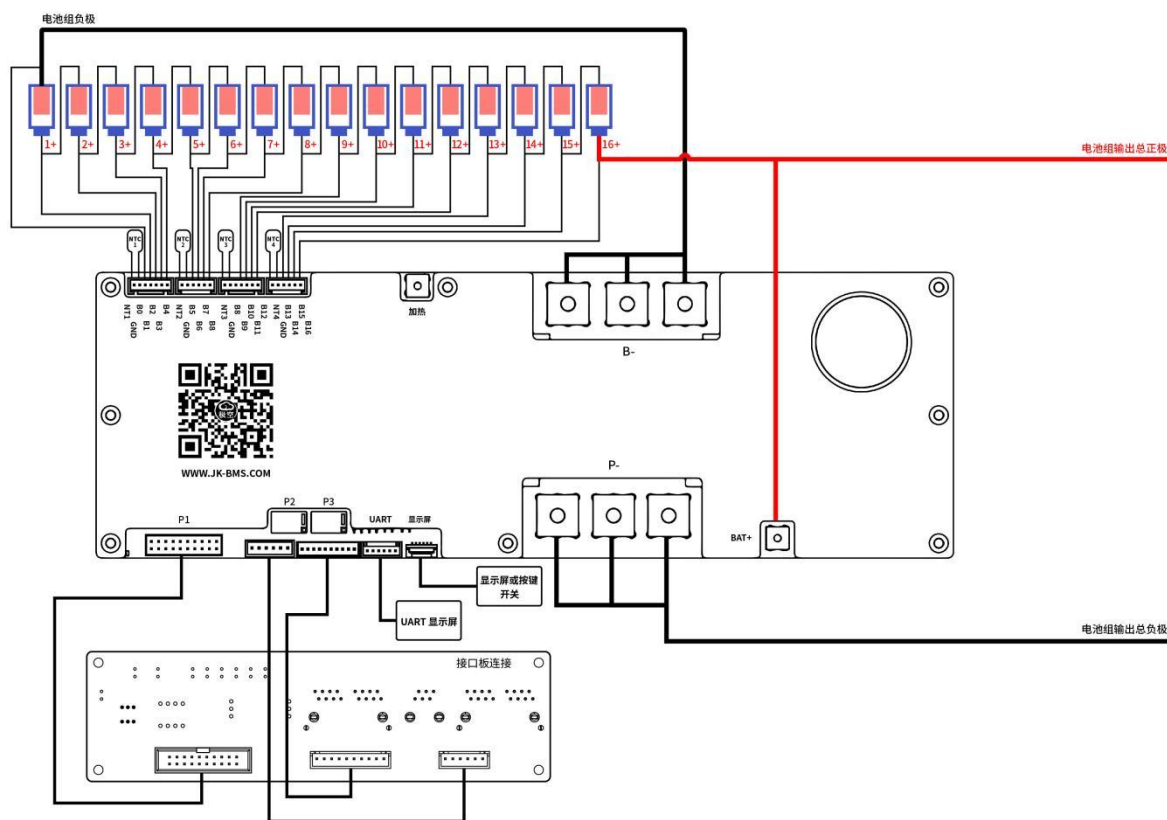 电池组负极
1+ 2+ 3+ 4+ 5+ 6+ 7+ 8+ 9+ 10+ 11+ 12+ 13+ 14+ 15+ 16+
电池组输出总正极
NTC
1
NTC
2
NTC
3
NTC
4
NT1 GND B0 B1 B2 B3 B4 NT2 GND B5 B6 B7 B8 NT3 GND B8 B9 B10 B11 B12 NT4 GND B13 B14 B15 B16
加热
B-
极空
WWW.JK-BMS.COM
P-
P1
P2
P3
UART
显示屏
BAT+
显示屏或按键
开关
UART 显示屏
电池组输出总负极
接口板连接